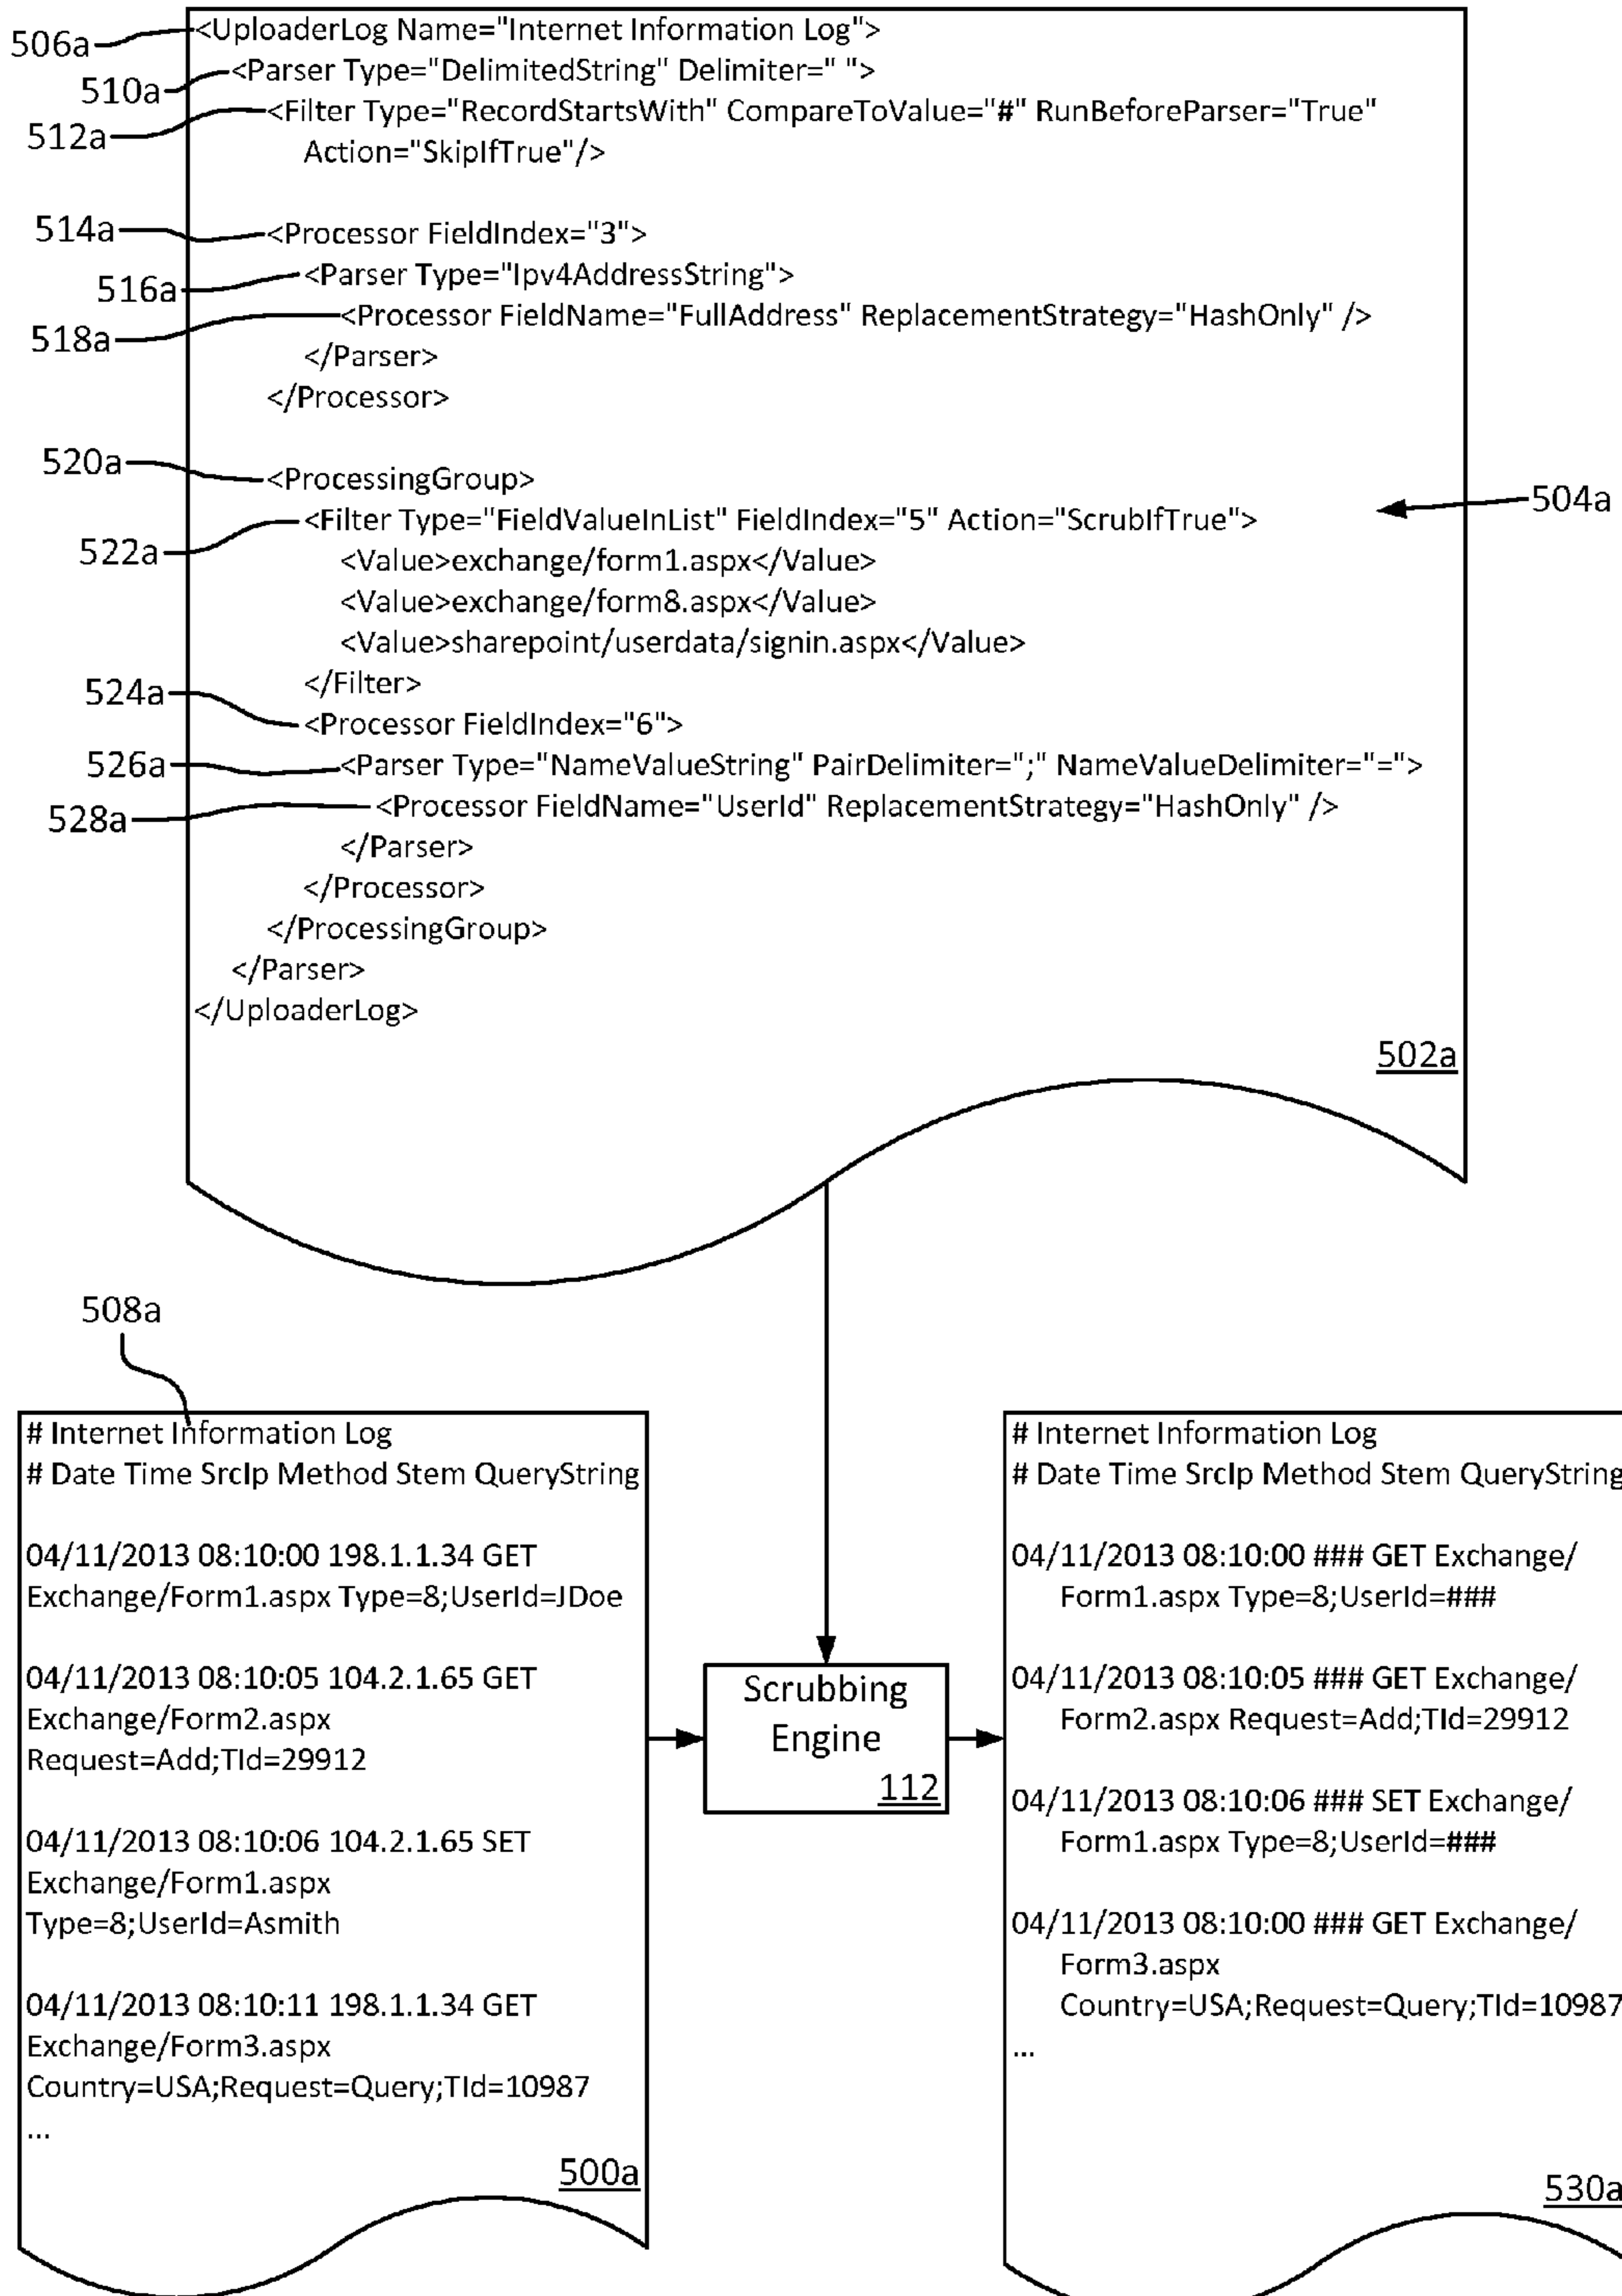 506a
<UploaderLog Name="Internet Information Log">
510a
<Parser Type="DelimitedString" Delimiter=" ">
512a
<Filter Type="RecordStartsWith" CompareToValue="#" RunBeforeParser="True"
Action="SkipIfTrue"/>
514a
<Processor FieldIndex="3">
516a
<Parser Type="Ipv4AddressString">
518a
<Processor FieldName="FullAddress" ReplacementStrategy="HashOnly" />
</Parser>
</Processor>
520a
<ProcessingGroup>
504a
522a
<Filter Type="FieldValueInList" FieldIndex="5" Action="ScrubIfTrue">
<Value>exchange/form1.aspx</Value>
<Value>exchange/form8.aspx</Value>
<Value>sharepoint/userdata/signin.aspx</Value>
</Filter>
524a
<Processor FieldIndex="6">
526a
<Parser Type="NameValueString" PairDelimiter=";" NameValueDelimiter="=">
528a
<Processor FieldName="UserId" ReplacementStrategy="HashOnly" />
</Parser>
</Processor>
</ProcessingGroup>
</Parser>
</UploaderLog>
502a
508a
# Internet Information Log
# Date Time SrcIp Method Stem QueryString
04/11/2013 08:10:00 198.1.1.34 GET
Exchange/Form1.aspx Type=8;UserId=JDoe
04/11/2013 08:10:05 104.2.1.65 GET
Exchange/Form2.aspx
Request=Add;TId=29912
04/11/2013 08:10:06 104.2.1.65 SET
Exchange/Form1.aspx
Type=8;UserId=Asmith
04/11/2013 08:10:11 198.1.1.34 GET
Exchange/Form3.aspx
Country=USA;Request=Query;TId=10987
...
500a
Scrubbing
Engine
112
# Internet Information Log
# Date Time SrcIp Method Stem QueryString
04/11/2013 08:10:00 ### GET Exchange/
Form1.aspx Type=8;UserId=###
04/11/2013 08:10:05 ### GET Exchange/
Form2.aspx Request=Add;TId=29912
04/11/2013 08:10:06 ### SET Exchange/
Form1.aspx Type=8;UserId=###
04/11/2013 08:10:00 ### GET Exchange/
Form3.aspx
Country=USA;Request=Query;TId=10987
...
530a